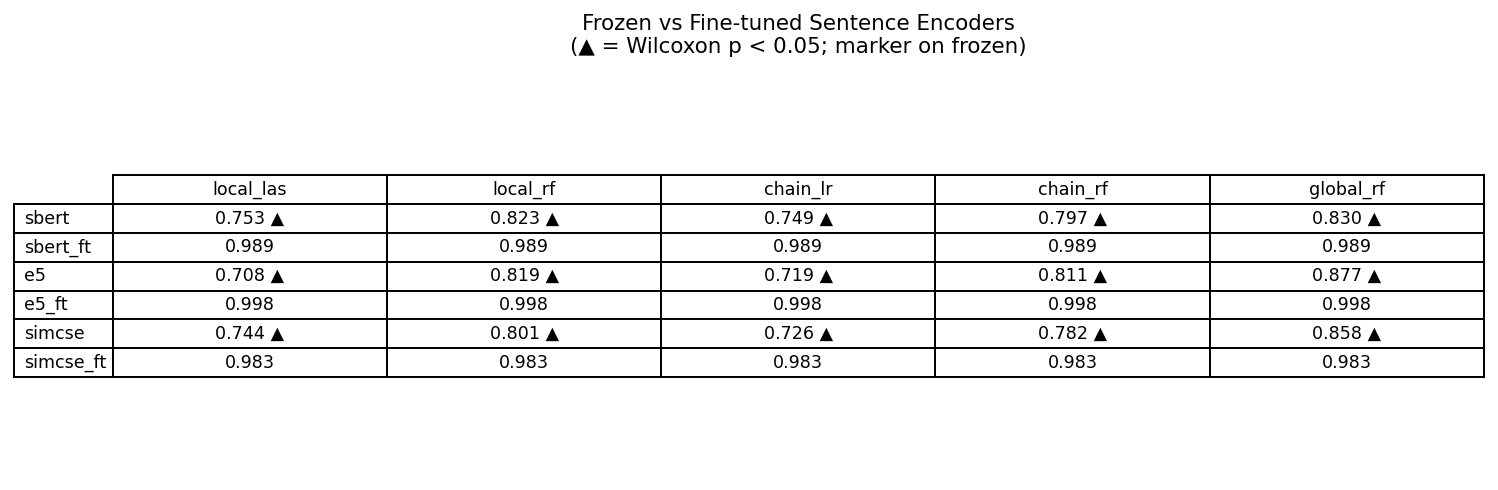 Frozen vs Fine-tuned Sentence Encoders
(▲ = Wilcoxon p < 0.05; marker on frozen)
local_las local_rf chain_lr chain_rf global_rf
sbert 0.753 ▲ 0.823 ▲ 0.749 ▲ 0.797 ▲ 0.830 ▲
sbert_ft 0.989 0.989 0.989 0.989 0.989
e5 0.708 ▲ 0.819 ▲ 0.719 ▲ 0.811 ▲ 0.877 ▲
e5_ft 0.998 0.998 0.998 0.998 0.998
simcse 0.744 ▲ 0.801 ▲ 0.726 ▲ 0.782 ▲ 0.858 ▲
simcse_ft 0.983 0.983 0.983 0.983 0.983